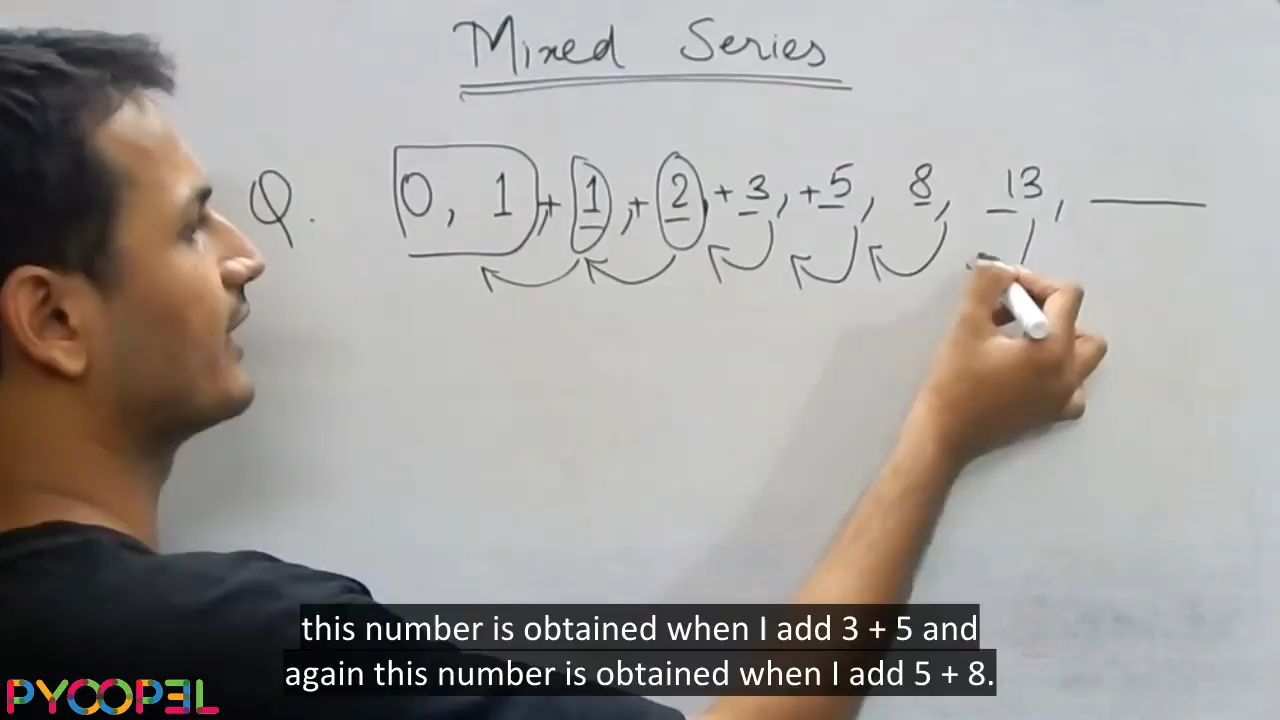 Mixed Series
Q. 0, 1, + 1, + 2, + 3, + 5, 8, 13, ____
this number is obtained when I add 3 + 5 and
again this number is obtained when I add 5 + 8.
PYOOPEL